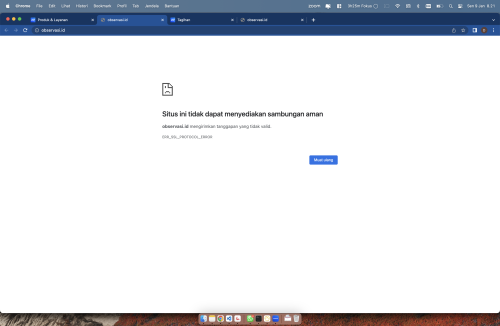 Chrome File Edit Lihat Histori Bookmark Profil Tab Jendela Bantuan
zoom
Sen 9 Jan 8.21
Produk & Layanan
observasi.id
Tagihan
observasi.id
observasi.id
Situs ini tidak dapat menyediakan sambungan aman
observasi.id mengirimkan tanggapan yang tidak valid.
ERR_SSL_PROTOCOL_ERROR
Muat ulang